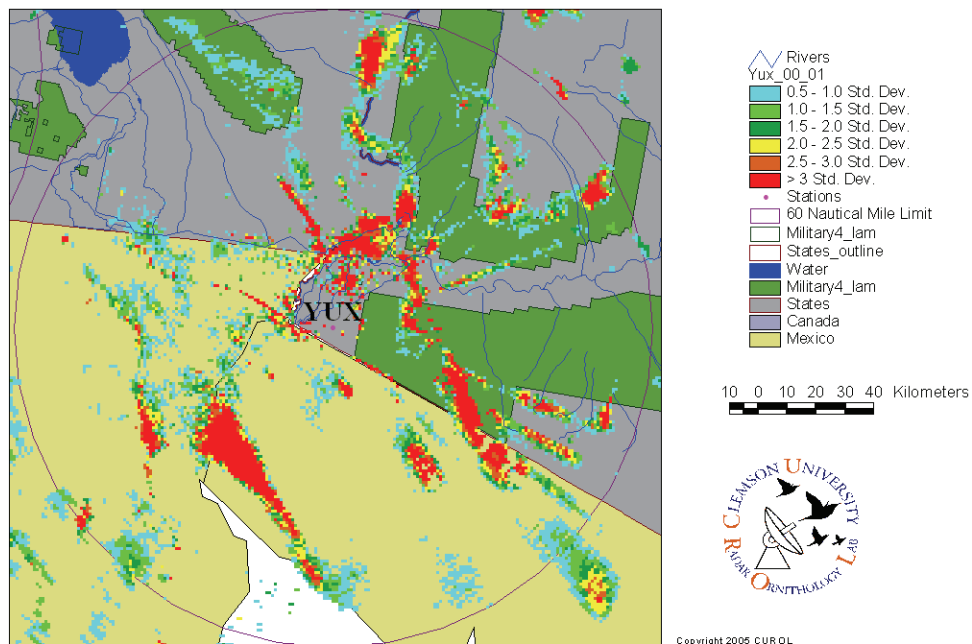 YUX
Rivers
Yux_00_01
0.5 - 1.0 Std. Dev.
1.0 - 1.5 Std. Dev.
1.5 - 2.0 Std. Dev.
2.0 - 2.5 Std. Dev.
2.5 - 3.0 Std. Dev.
> 3 Std. Dev.
Stations
60 Nautical Mile Limit
Military4_lam
States_outline
Water
Military4_lam
States
Canada
Mexico
10 0 10 20 30 40 Kilometers
CLEMSON UNIVERSITY
RADAR ORNITHOLOGY LAB
Copyright 2005 CUROL